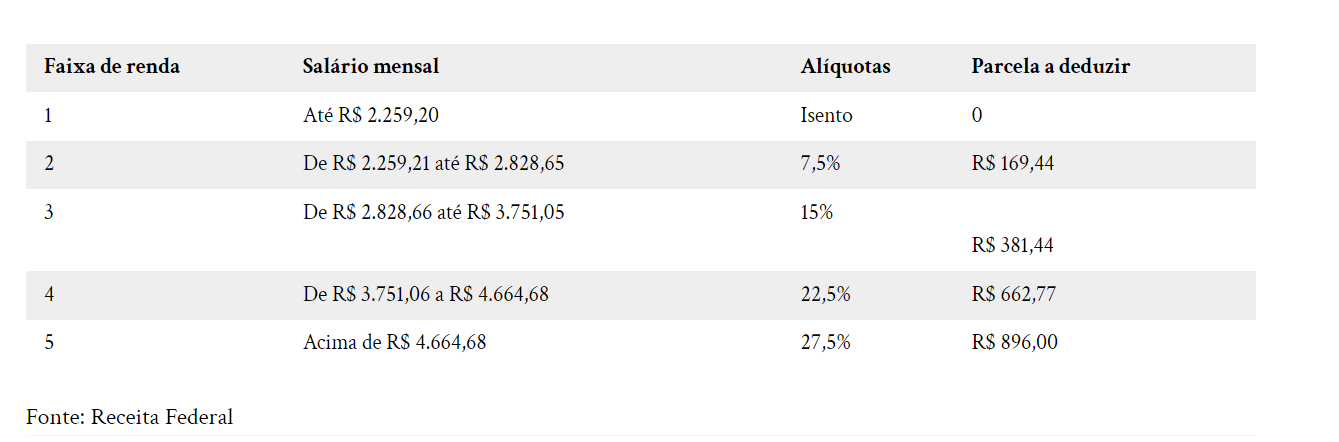 Faixa de renda Salário mensal Alíquotas Parcela a deduzir
1 Até R$ 2.259,20 Isento 0
2 De R$ 2.259,21 até R$ 2.828,65 7,5% R$ 169,44
3 De R$ 2.828,66 até R$ 3.751,05 15%
R$ 381,44
4 De R$ 3.751,06 a R$ 4.664,68 22,5% R$ 662,77
5 Acima de R$ 4.664,68 27,5% R$ 896,00
Fonte: Receita Federal